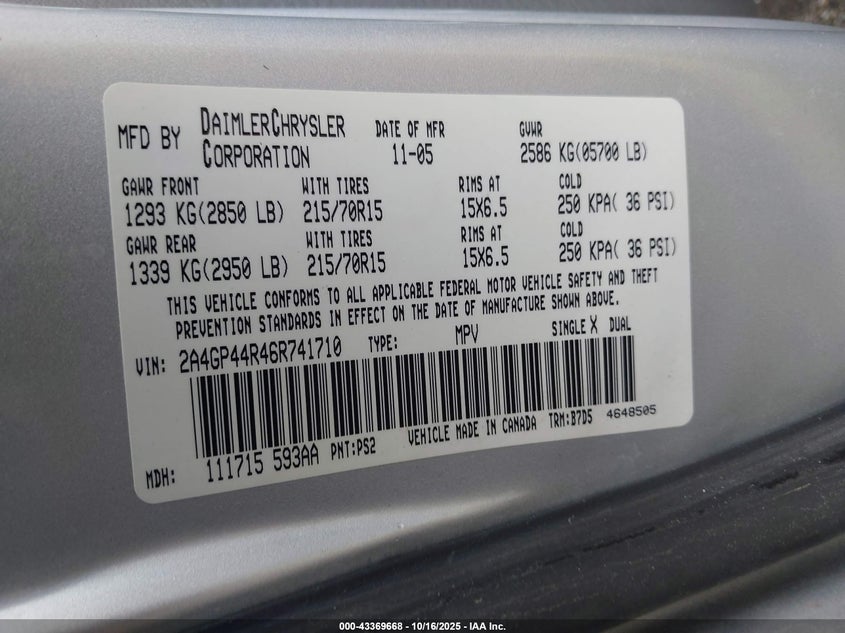 MFD BY DAIMLERCHRYSLER CORPORATION DATE OF MFR 11-05 GVWR 2586 KG(05700 LB)
GAWR FRONT WITH TIRES RIMS AT COLD
1293 KG(2850 LB) 215/70R15 15X6.5 250 KPA( 36 PSI)
GAWR REAR WITH TIRES RIMS AT COLD
1339 KG(2950 LB) 215/70R15 15X6.5 250 KPA( 36 PSI)
THIS VEHICLE CONFORMS TO ALL APPLICABLE FEDERAL MOTOR VEHICLE SAFETY AND THEFT
PREVENTION STANDARDS IN EFFECT ON THE DATE OF MANUFACTURE SHOWN ABOVE.
VIN: 2A4GP44R46R741710 TYPE: MPV SINGLE X DUAL
MDH: 111715 593AA PNT:PS2 VEHICLE MADE IN CANADA TRM:B7D5 4648505
000-43369668 - 10/16/2025 - IAA Inc.